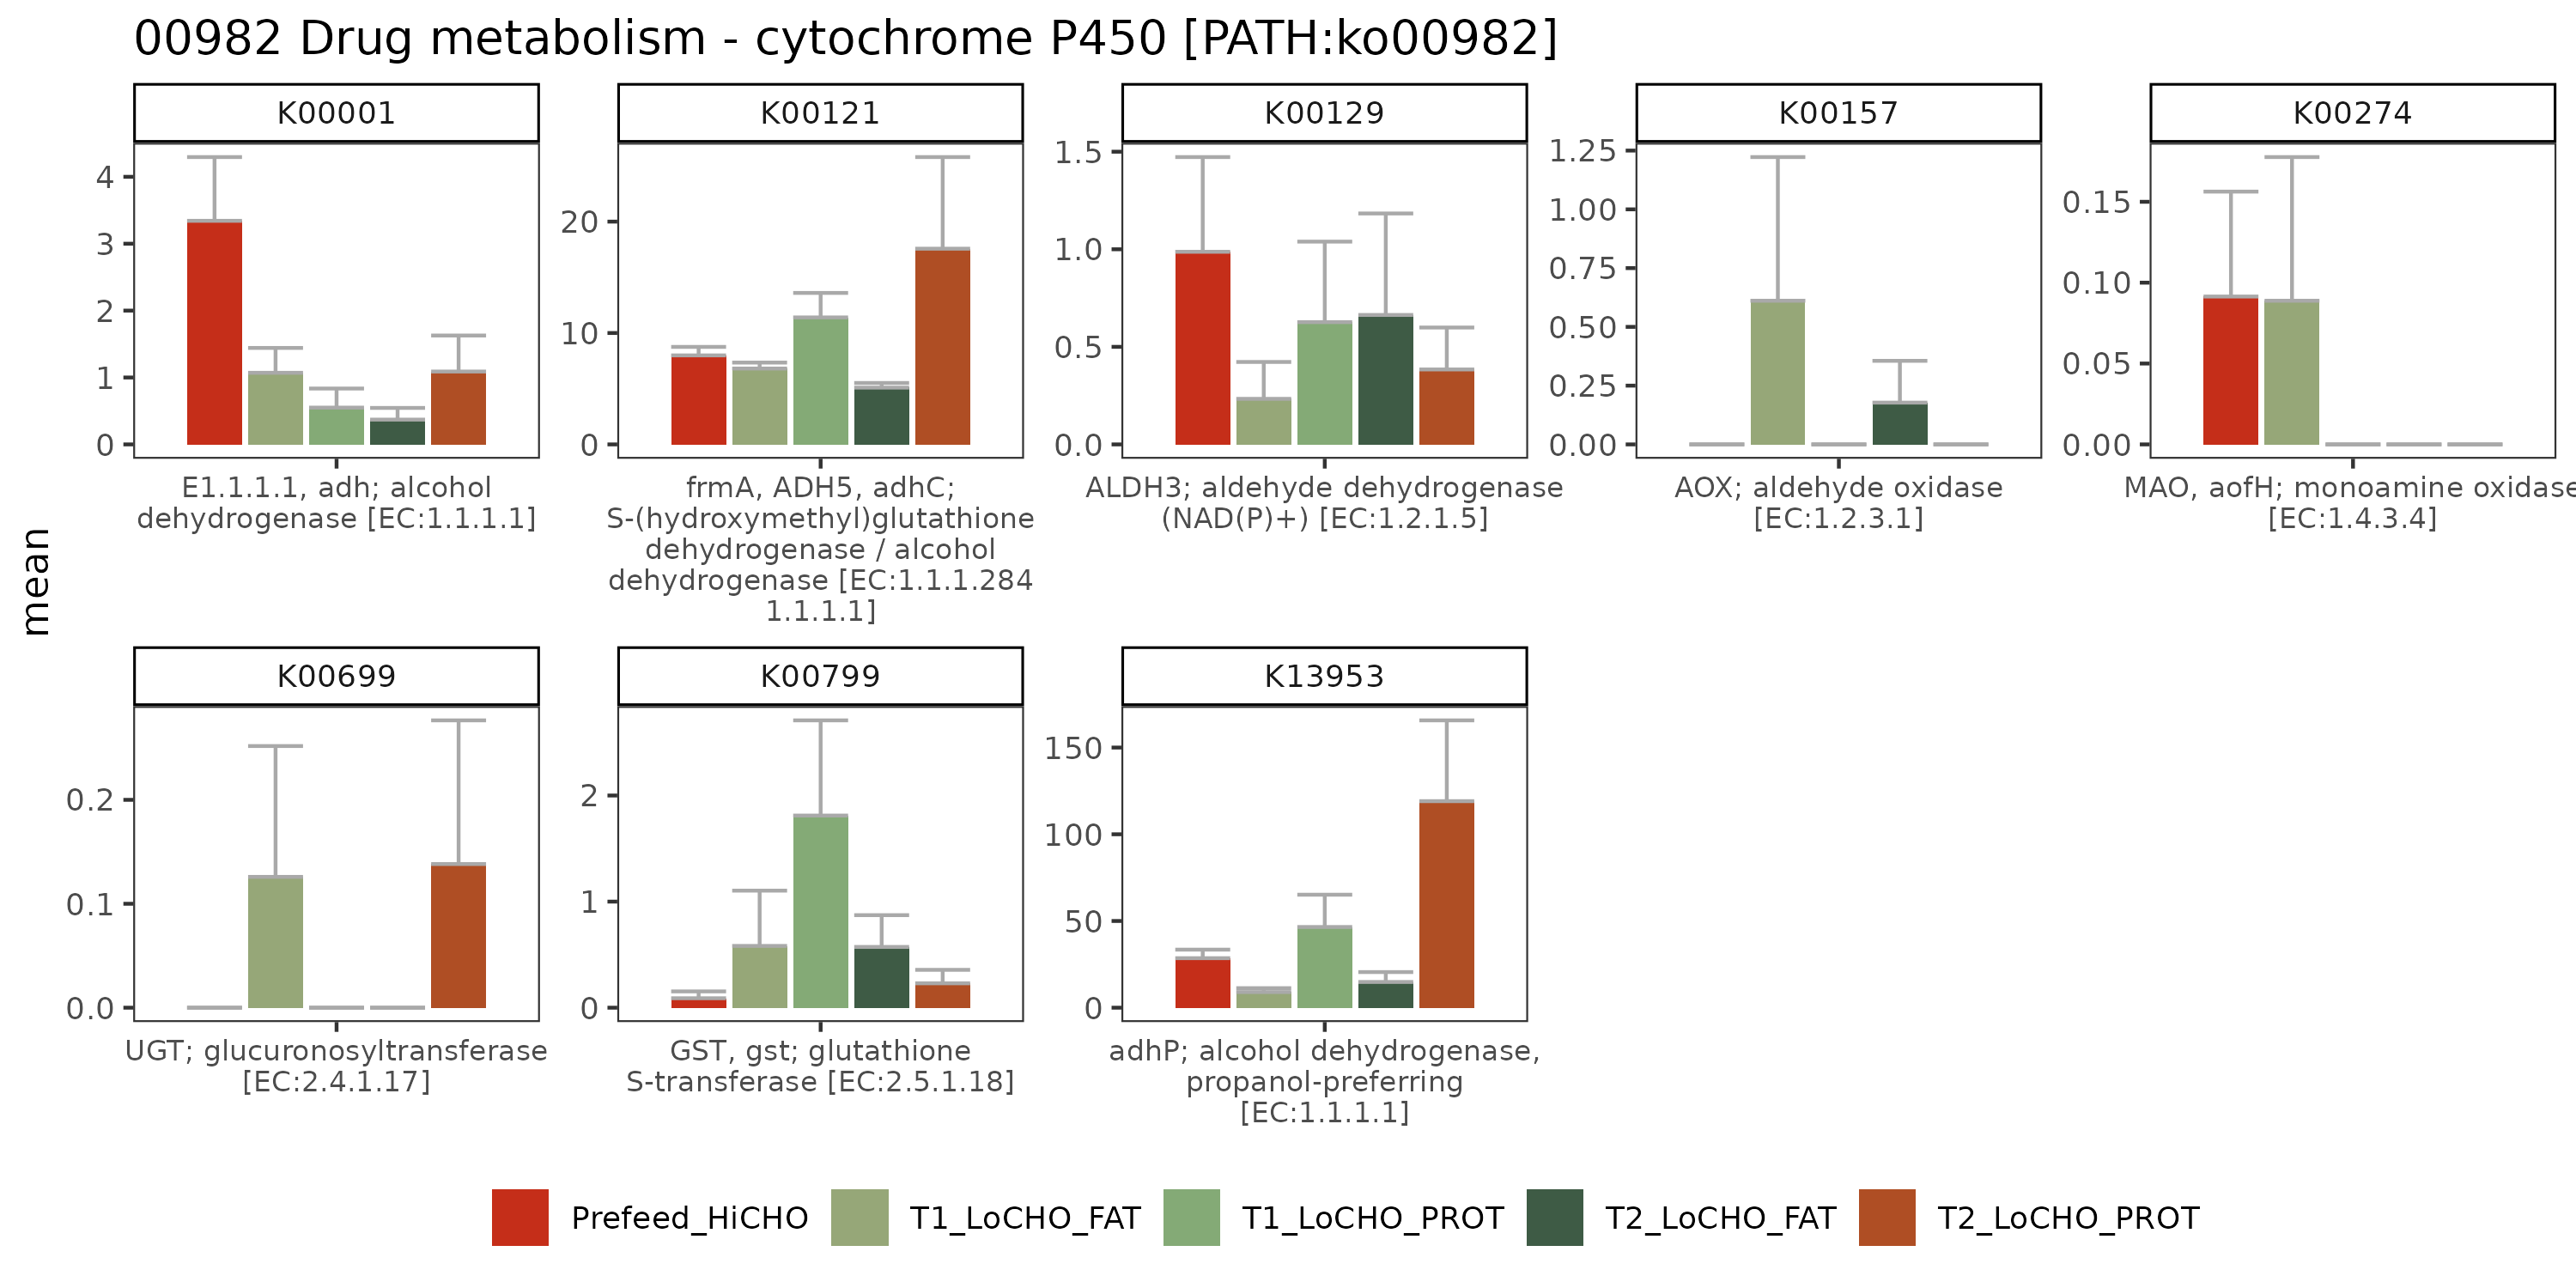 00982 Drug metabolism - cytochrome P450 [PATH:ko00982]
mean
K00001
4
3
2
1
0
E1.1.1.1, adh; alcohol
dehydrogenase [EC:1.1.1.1]
K00121
20
10
0
frmA, ADH5, adhC;
S-(hydroxymethyl)glutathione
dehydrogenase / alcohol
dehydrogenase [EC:1.1.1.284
1.1.1.1]
K00129
1.5
1.0
0.5
0.0
ALDH3; aldehyde dehydrogenase
(NAD(P)+) [EC:1.2.1.5]
K00157
1.25
1.00
0.75
0.50
0.25
0.00
AOX; aldehyde oxidase
[EC:1.2.3.1]
K00274
0.15
0.10
0.05
0.00
MAO, aofH; monoamine oxidase
[EC:1.4.3.4]
K00699
0.2
0.1
0.0
UGT; glucuronosyltransferase
[EC:2.4.1.17]
K00799
2
1
0
GST, gst; glutathione
S-transferase [EC:2.5.1.18]
K13953
150
100
50
0
adhP; alcohol dehydrogenase,
propanol-preferring
[EC:1.1.1.1]
Prefeed_HiCHO T1_LoCHO_FAT T1_LoCHO_PROT T2_LoCHO_FAT T2_LoCHO_PROT